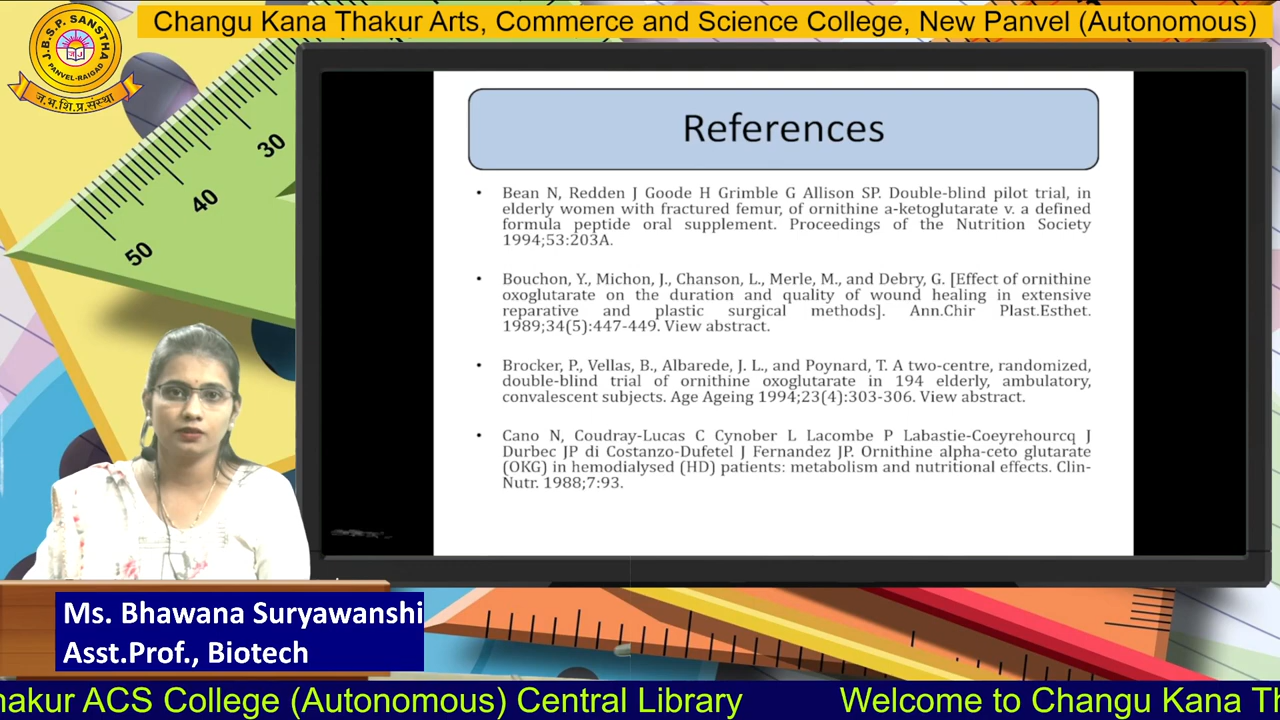 Changu Kana Thakur Arts, Commerce and Science College, New Panvel (Autonomous)
J.B.S.P. SANSTHA
PANVEL-RAIGAD
ज.भ.शि.प्र.संस्था
30
40
50
References
• Bean N, Redden J Goode H Grimble G Allison SP. Double-blind pilot trial, in
elderly women with fractured femur, of ornithine a-ketoglutarate v. a defined
formula peptide oral supplement. Proceedings of the Nutrition Society
1994;53:203A.
• Bouchon, Y., Michon, J., Chanson, L., Merle, M., and Debry, G. [Effect of ornithine
oxoglutarate on the duration and quality of wound healing in extensive
reparative and plastic surgical methods]. Ann.Chir Plast.Esthet.
1989;34(5):447-449. View abstract.
• Brocker, P., Vellas, B., Albarede, J. L., and Poynard, T. A two-centre, randomized,
double-blind trial of ornithine oxoglutarate in 194 elderly, ambulatory,
convalescent subjects. Age Ageing 1994;23(4):303-306. View abstract.
• Cano N, Coudray-Lucas C Cynober L Lacombe P Labastie-Coeyrehourcq J
Durbec JP di Costanzo-Dufetel J Fernandez JP. Ornithine alpha-ceto glutarate
(OKG) in hemodialysed (HD) patients: metabolism and nutritional effects. Clin-
Nutr. 1988;7:93.
Ms. Bhawana Suryawanshi
Asst.Prof., Biotech
hakur ACS College (Autonomous) Central Library Welcome to Changu Kana Th